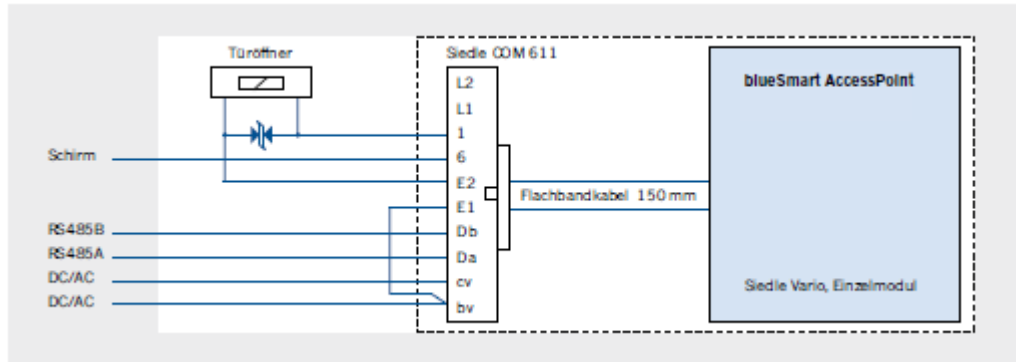 Türöffner
Siedle COM 611
blueSmart AccessPoint
L2
L1
1
Schirm
6
E2
Flachbandkabel 150 mm
E1
RS485B
Db
RS485A
Da
DC/AC
cv
Siedle Vario, Einzelmodul
DC/AC
bv